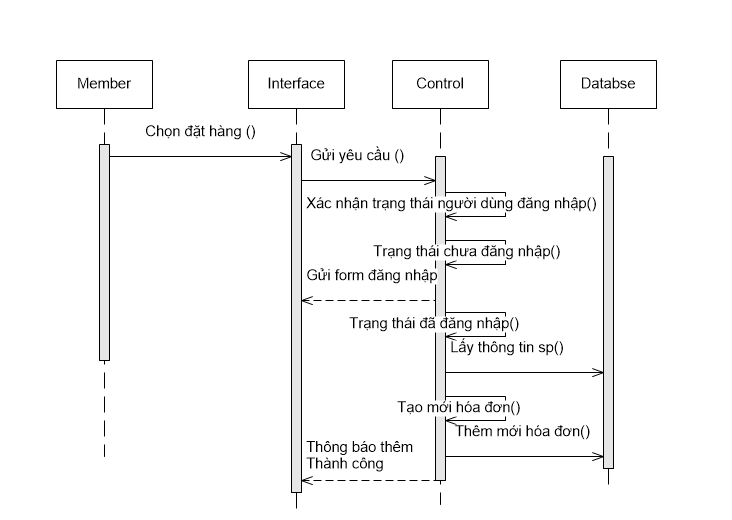 Member
Interface
Control
Databse
Chọn đặt hàng ()
Gửi yêu cầu ()
Xác nhận trạng thái người dùng đăng nhập()
Trạng thái chưa đăng nhập()
Gửi form đăng nhập
Trạng thái đã đăng nhập()
Lấy thông tin sp()
Tạo mới hóa đơn()
Thêm mới hóa đơn()
Thông báo thêm
Thành công